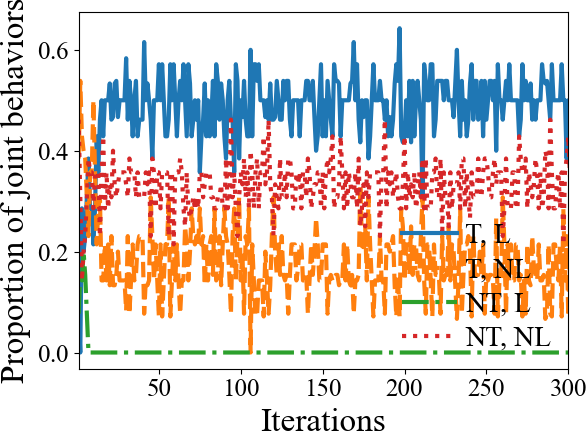 Proportion of joint behaviors
0.6
0.4
0.2
0.0
T, L
T, NL
NT, L
NT, NL
50
100
150
200
250
300
Iterations